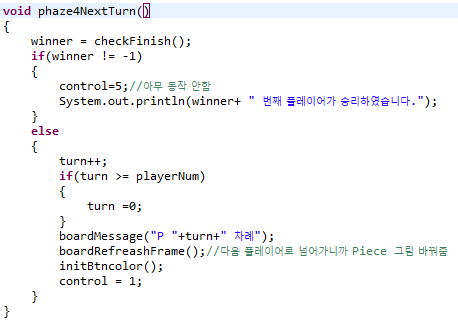 void phaze4NextTurn()
{
winner = checkFinish();
if(winner != -1)
{
control=5;//아무 동작 안함
System.out.println(winner+ " 번째 플레이어가 승리하였습니다.");
}
else
{
turn++;
if(turn >= playerNum)
{
turn =0;
}
boardMessage("P "+turn+" 차례");
boardRefreashFrame();//다음 플레이어로 넘어가니까 Piece 그림 바꿔줌
initBtncolor();
control = 1;
}
}